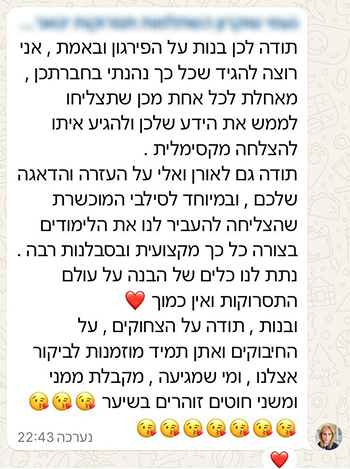 תודה לכן בנות על הפירגון ובאמת , אני
רוצה להגיד שכל כך נהנתי בחברתכן ,
מאחלת לכל אחת מכן שתצליחו
לממש את הידע שלכן ולהגיע איתו
להצלחה מקסימלית .
תודה גם לאורן ואלי על העזרה והדאגה
שלכם , ובמיוחד לסילבי המוכשרת
שהצליחה להעביר לנו את הלימודים
בצורה כל כך מקצועית ובסבלנות רבה .
נתת לנו כלים של הבנה על עולם
התסרוקות ואין כמוך ❤️
ובנות , תודה על הצחוקים , על
החיבוקים ואתן תמיד מוזמנות לביקור
אצלנו , ומי שמגיעה , מקבלת ממני
ומשני חוטים זוהרים בשיער 😘😘😘
😘😘😘😘😘😘😘
נערכה 22:43